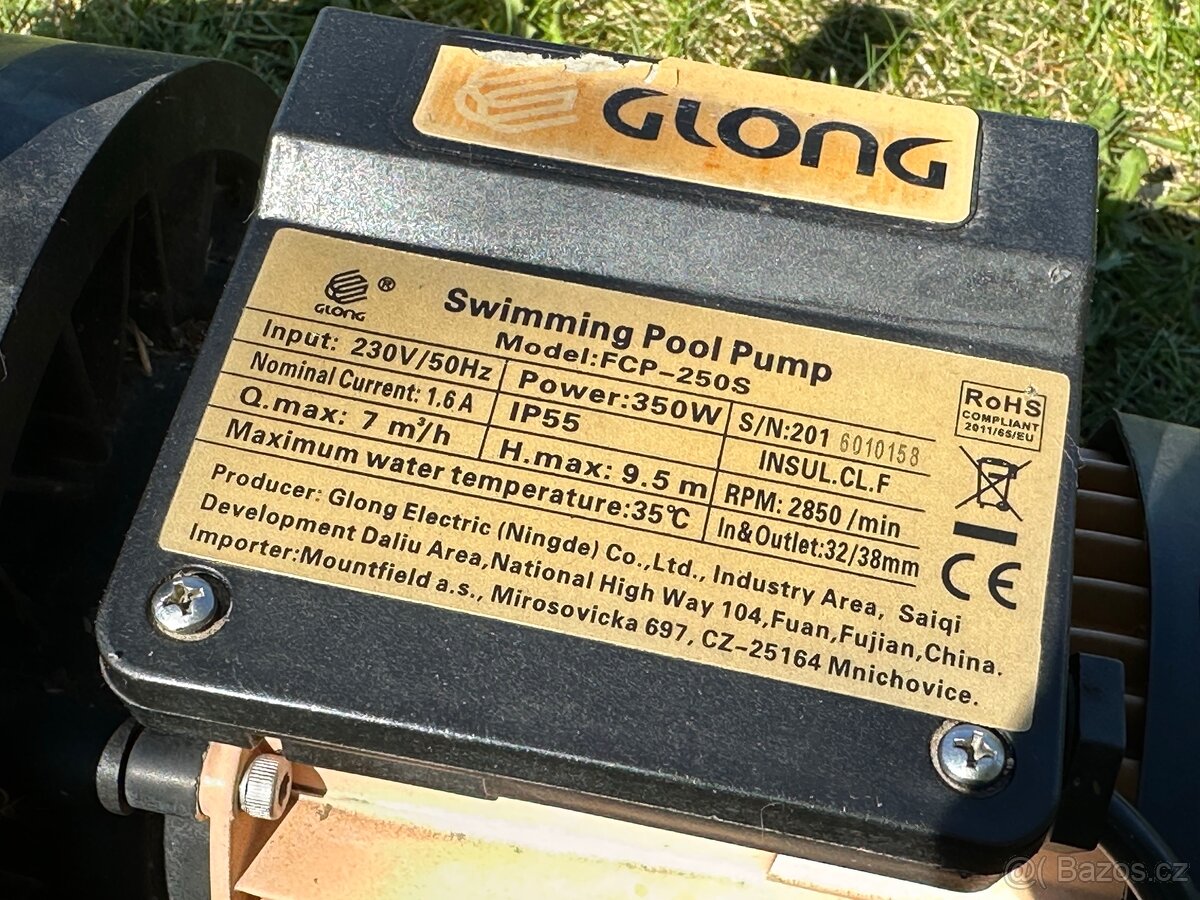 GLONG
GLONG ®
Swimming Pool Pump
Model:FCP-250S
Input: 230V/50Hz
Power:350W
S/N:201 6010158
Nominal Current: 1.6 A
IP55
INSUL.CL.F
Q.max: 7 m³/h
H.max: 9.5 m
RPM: 2850 /min
Maximum water temperature:35℃
In&Outlet:32/38mm
RoHS
COMPLIANT
2011/65/EU
CE
Producer: Glong Electric (Ningde) Co.,Ltd., Industry Area, Saiqi
Development Daliu Area,National High Way 104,Fuan,Fujian,China.
Importer:Mountfield a.s., Mirosovicka 697, CZ-25164 Mnichovice.
@( Bazos.cz